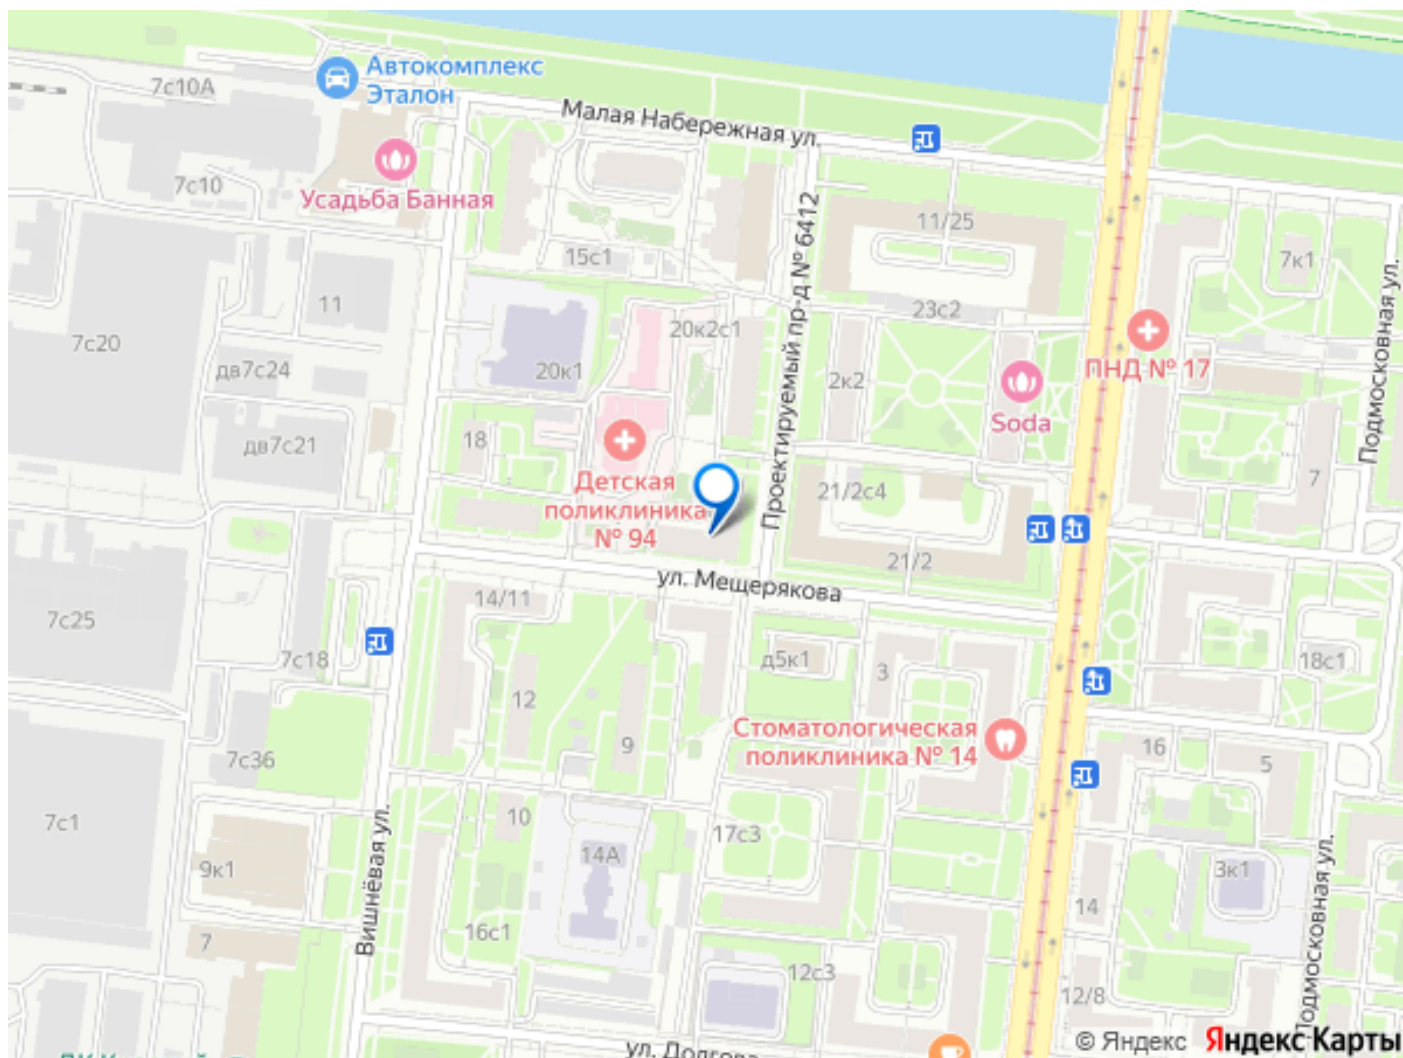 7с10А
Автокомплекс
Эталон
Малая Набережная ул.
7с10
Усадьба Банная
11/25
15с1
7к1
11
23с2
Проектируемый пр-д № 6412
Подмосковная ул.
7с20
20к2с1
ПНД № 17
дв7с24
20к1
2к2
Soda
18
дв7с21
7
Детская
поликлиника
№ 94
21/2с4
21/2
ул. Мещерякова
14/11
7с25
7с18
д5к1
3
18с1
12
9
Стоматологическая
поликлиника № 14
16
5
7с36
7с1
10
17с3
14А
9к1
3к1
Вишнёвая ул.
Подмосковная ул.
14
7
16с1
12с3
12/8
ул. Долгова
© Яндекс
Яндекс Карты